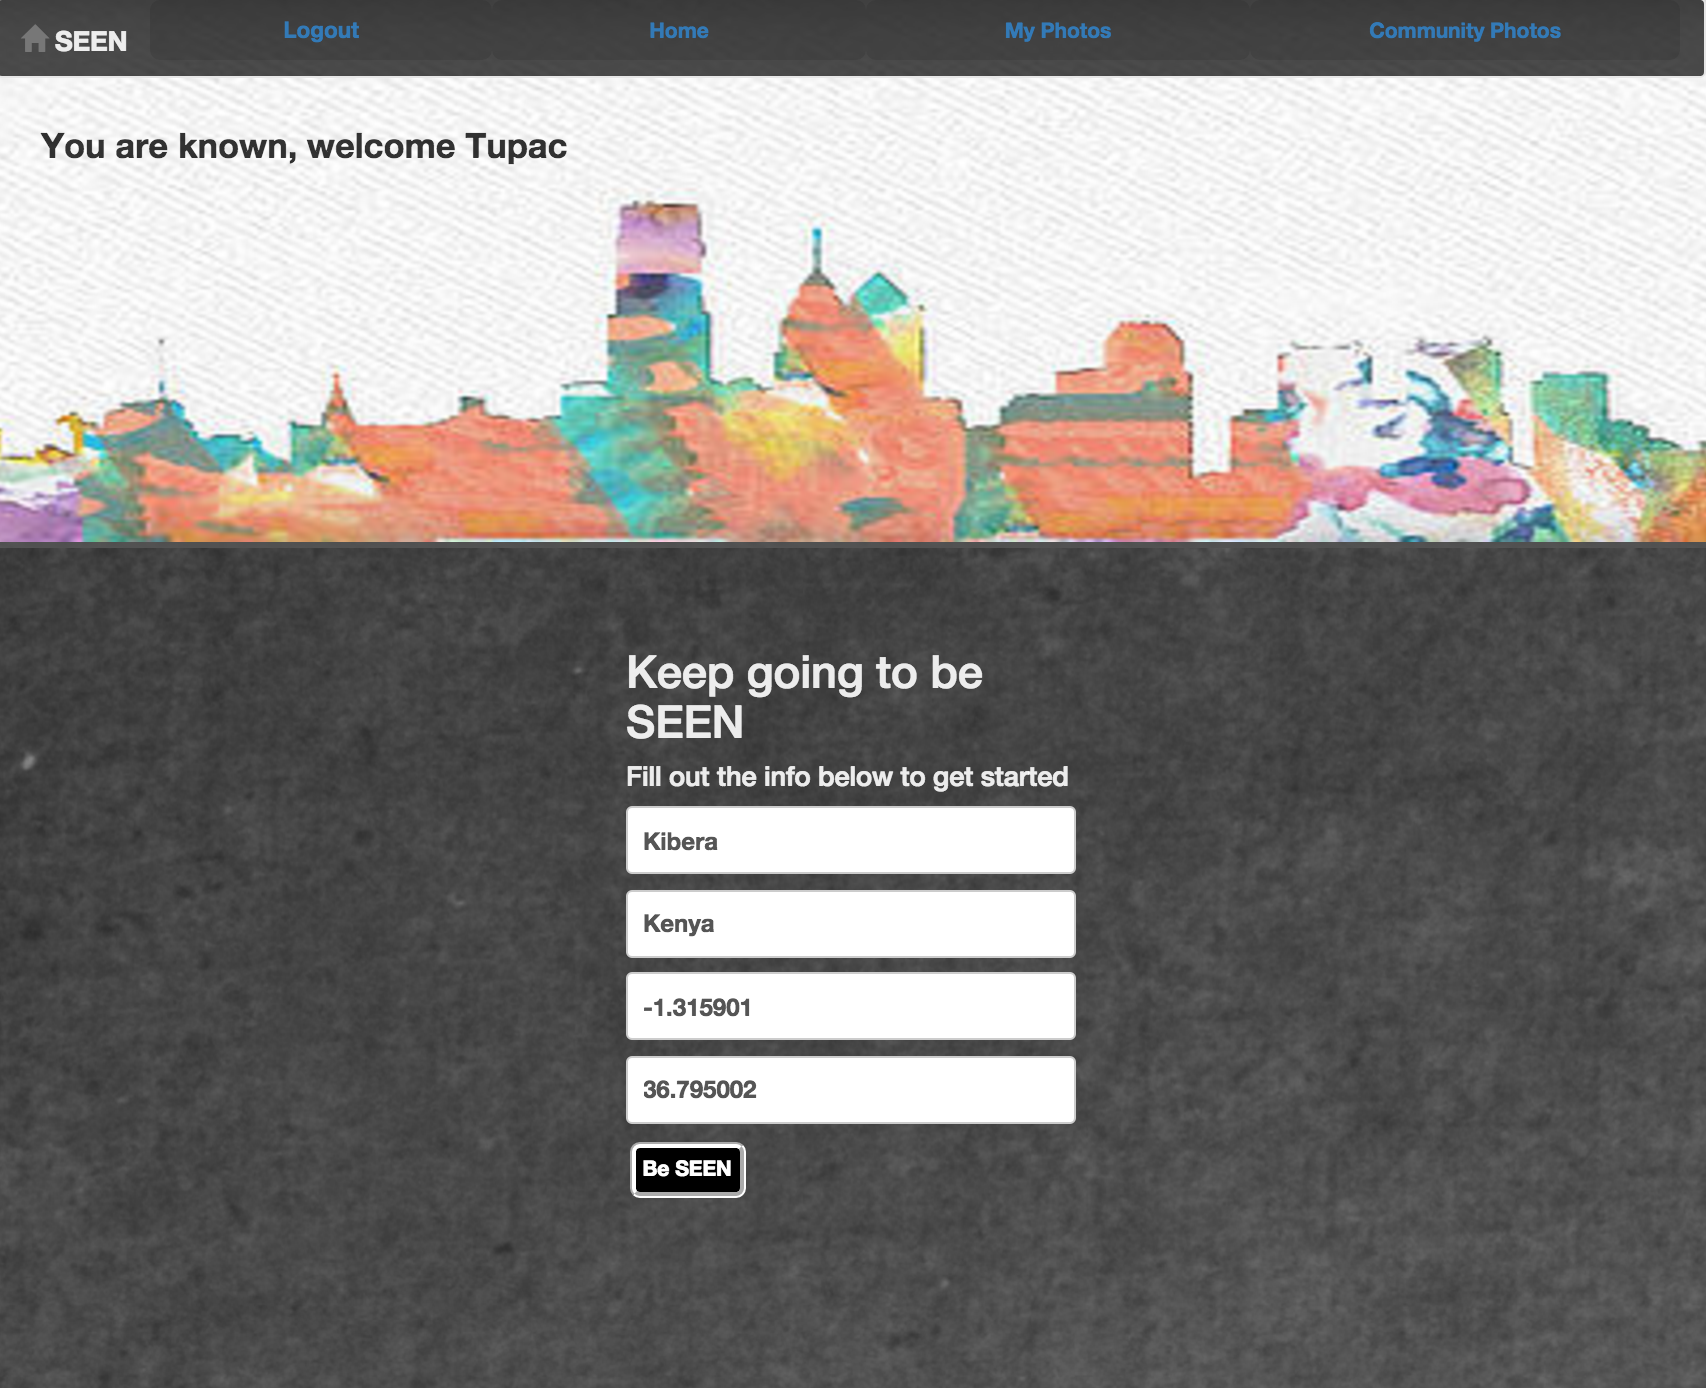 SEEN
Logout
Home
My Photos
Community Photos
You are known, welcome Tupac
Keep going to be
SEEN
Fill out the info below to get started
Kibera
Kenya
-1.315901
36.795002
Be SEEN